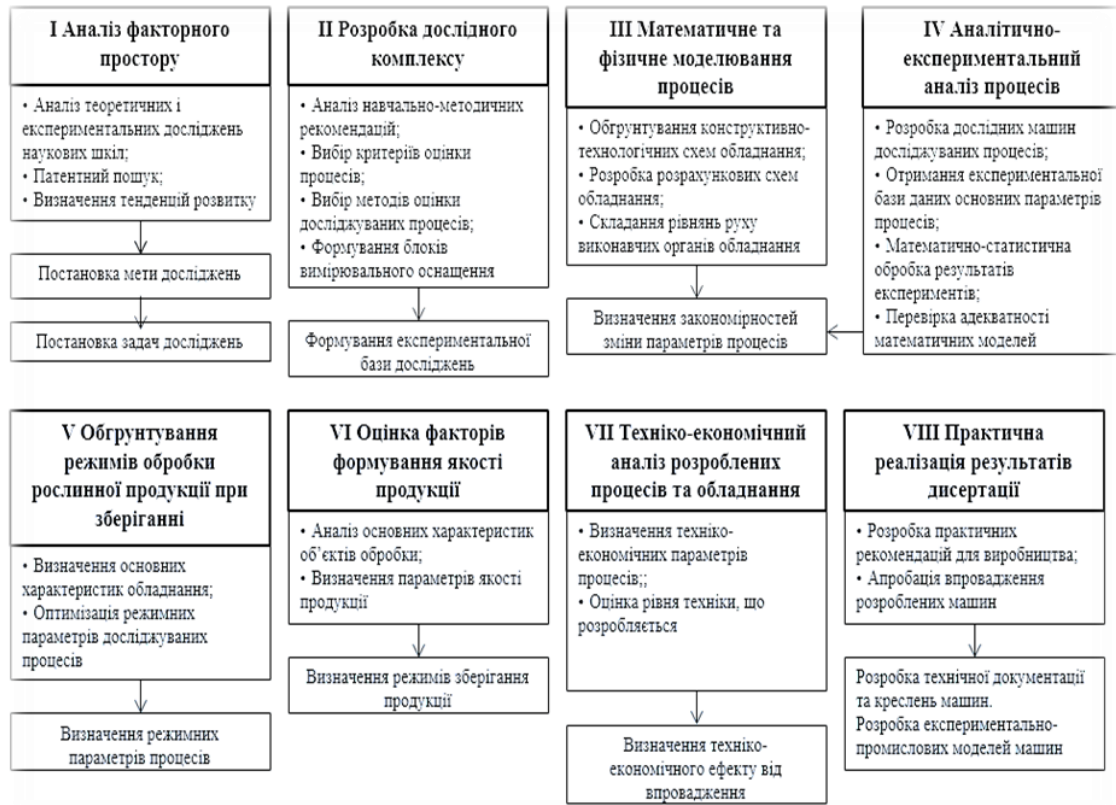 І Аналіз факторного
простору
• Аналіз теоретичних і
експериментальних досліджень
наукових шкіл;
• Патентний пошук;
• Визначення тенденцій розвитку
Постановка мети досліджень
Постановка задач досліджень
ІІ Розробка дослідного
комплексу
• Аналіз навчально-методичних
рекомендацій;
• Вибір критеріїв оцінки
процесів;
• Вибір методів оцінки
досліджуваних процесів;
• Формування блоків
вимірювального оснащення
Формування експериментальної
бази досліджень
ІІІ Математичне та
фізичне моделювання
процесів
• Обгрунтування конструктивно-
технологічних схем обладнання;
• Розробка розрахункових схем
обладнання;
• Складання рівнянь руху
виконавчих органів обладнання
Визначення закономірностей
зміни параметрів процесів
IV Аналітично-
експериментальний
аналіз процесів
• Розробка дослідних машин
досліджуваних процесів;
• Отримання експериментальної
бази даних основних параметрів
процесів;
• Математично-статистична
обробка результатів
експериментів;
• Перевірка адекватності
математичних моделей
V Обгрунтування
режимів обробки
рослинної продукції при
зберіганні
• Визначення основних
характеристик обладнання;
• Оптимізація режимних
параметрів досліджуваних
процесів
Визначення режимних
параметрів процесів
VI Оцінка факторів
формування якості
продукції
• Аналіз основних характеристик
об’єктів обробки;
• Визначення параметрів якості
продукції
Визначення режимів зберігання
продукції
VII Техніко-економічний
аналіз розроблених
процесів та обладнання
• Визначення техніко-
економічних параметрів
процесів;;
• Оцінка рівня техніки, що
розробляється
Визначення техніко-
економічного ефекту від
впровадження
VIII Практична
реалізація результатів
дисертації
• Розробка практичних
рекомендацій для виробництва;
• Апробація впровадження
розроблених машин
Розробка технічної документації
та креслень машин.
Розробка експериментально-
промислових моделей машин